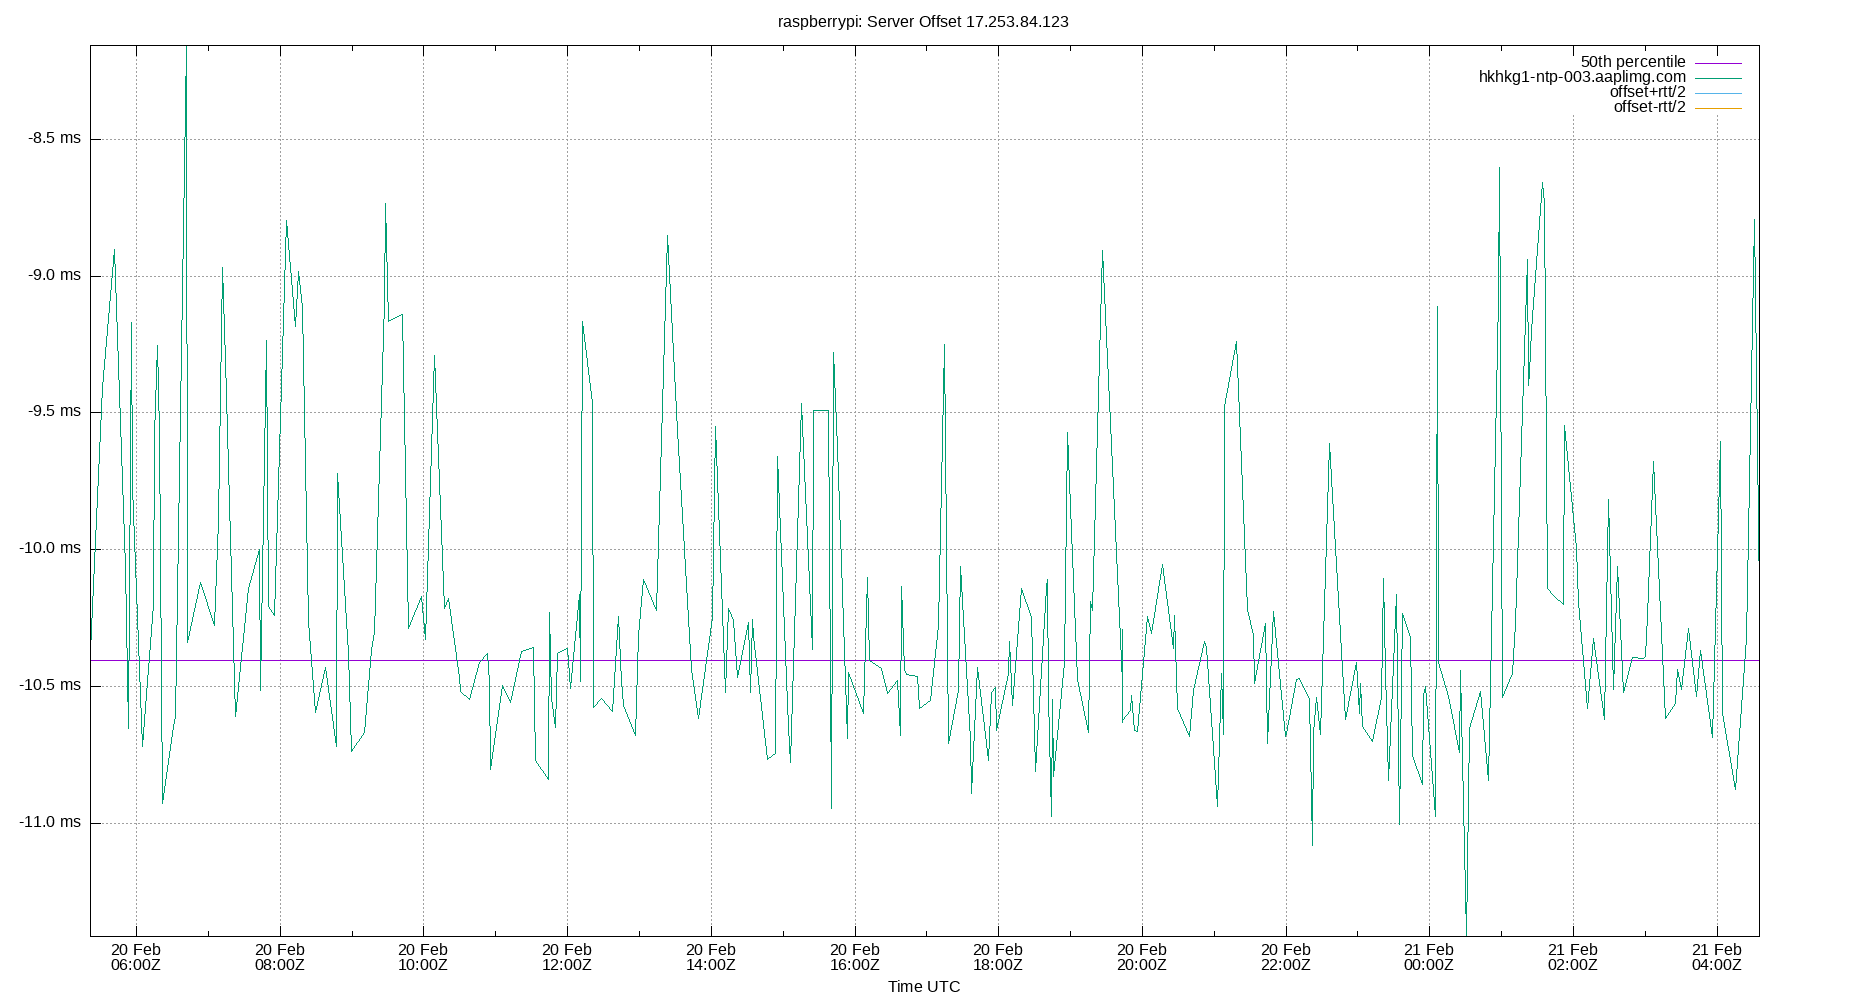 raspberrypi: Server Offset 17.253.84.123
50th percentile
hkhkg1-ntp-003.aaplimg.com
offset+rtt/2
offset-rtt/2
-8.5 ms
-9.0 ms
-9.5 ms
-10.0 ms
-10.5 ms
-11.0 ms
20 Feb 20 Feb 20 Feb 20 Feb 20 Feb 20 Feb 20 Feb 20 Feb 20 Feb 21 Feb 21 Feb 21 Feb
06:00Z 08:00Z 10:00Z 12:00Z 14:00Z 16:00Z 18:00Z 20:00Z 22:00Z 00:00Z 02:00Z 04:00Z
Time UTC